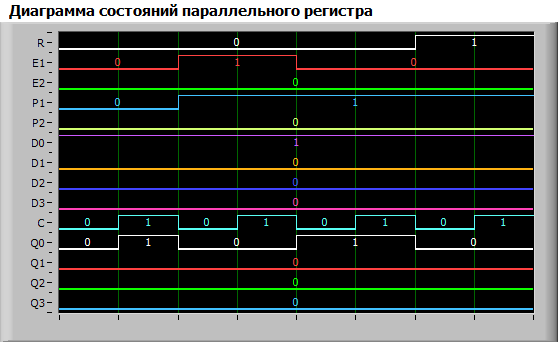 Диаграмма состояний параллельного регистра
R 0 1
E1 0 1 0
E2 0
P1 0 1
P2 0
D0 1
D1 0
D2 0
D3 0
C 0 1 0 1 0 1 0 1
Q0 0 1 0 1 0
Q1 0
Q2 0
Q3 0